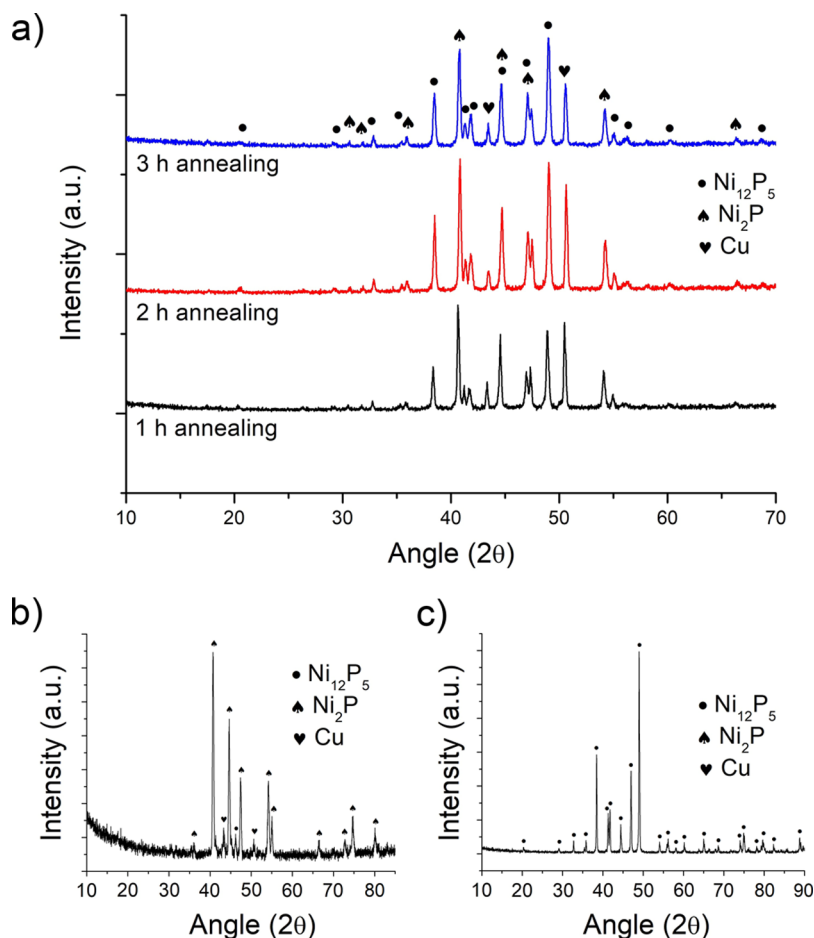 a)
Intensity (a.u.)
3 h annealing
2 h annealing
1 h annealing
● Ni₁₂P₅
♠ Ni₂P
♥ Cu
10 20 30 40 50 60 70
Angle (2θ)
b)
Intensity (a.u.)
● Ni₁₂P₅
♠ Ni₂P
♥ Cu
10 20 30 40 50 60 70 80
Angle (2θ)
c)
Intensity (a.u.)
● Ni₁₂P₅
♠ Ni₂P
♥ Cu
10 20 30 40 50 60 70 80 90
Angle (2θ)